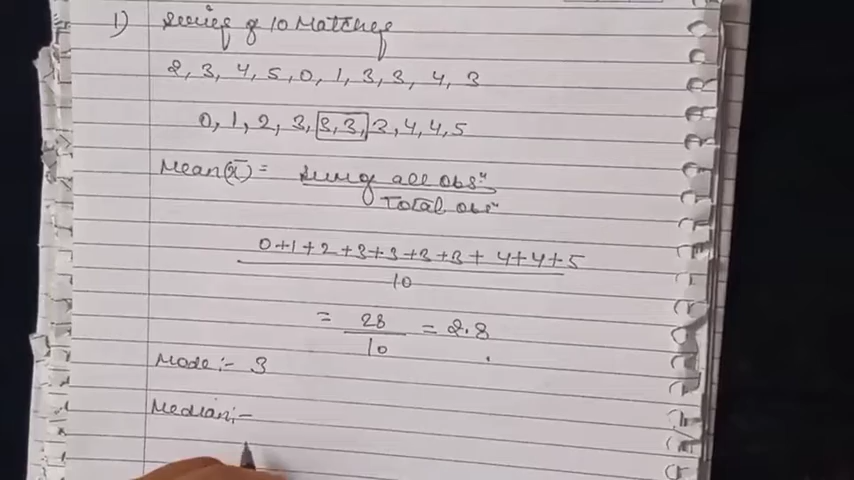 1) Series of 10 Matches
2, 3, 4, 5, 0, 1, 3, 3, 4, 3
0, 1, 2, 3, 3, 3, 3, 4, 4, 5
Mean(x̄) = Sum of all obsⁿ
Total obsⁿ
0+1+2+3+3+3+3+4+4+5
10
= 28 = 2.8
10
Mode :- 3
Median :-